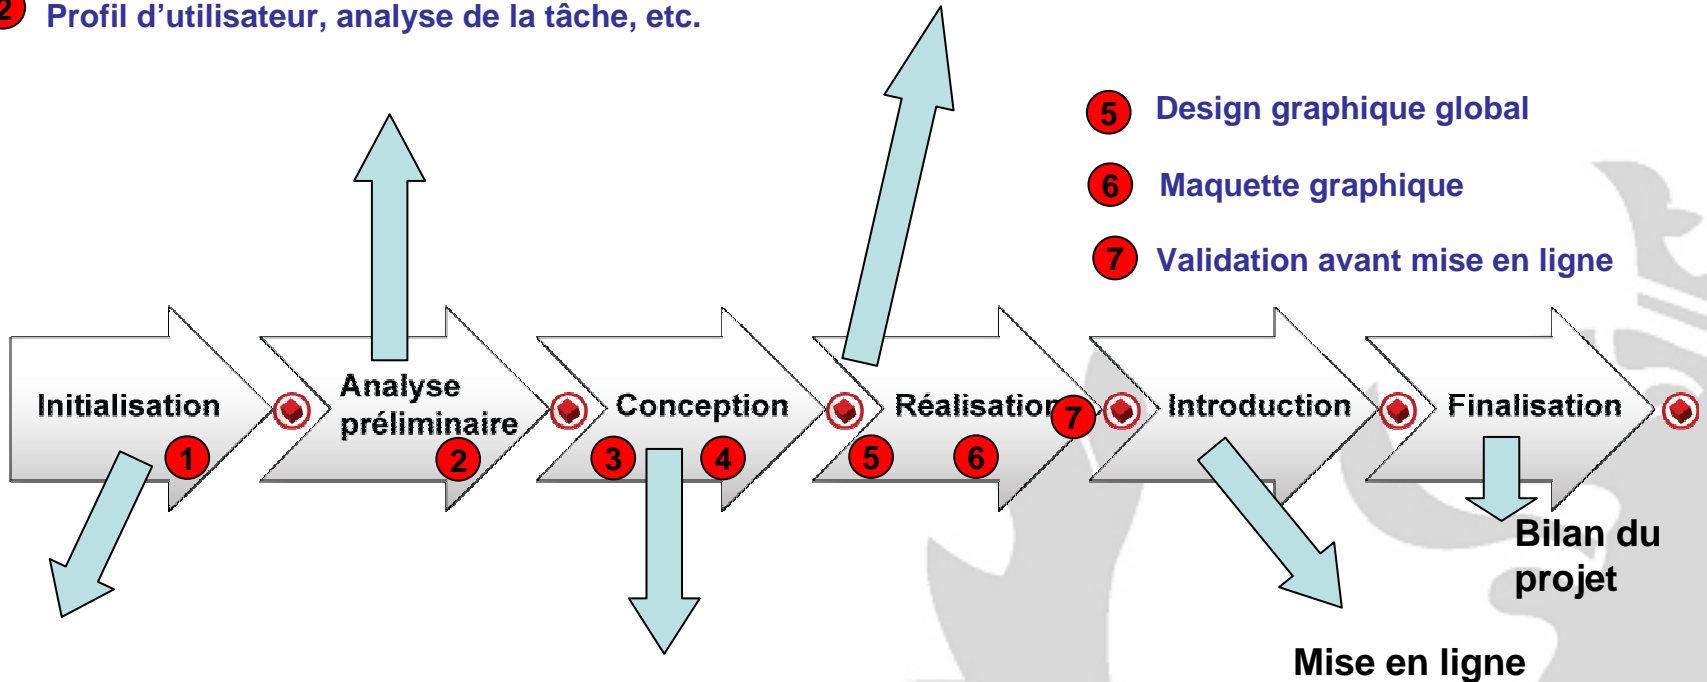 2 Profil d’utilisateur, analyse de la tâche, etc.
5 Design graphique global
6 Maquette graphique
7 Validation avant mise en ligne
Initialisation
1
Analyse
préliminaire
2
Conception
3 4
Réalisation
5 6 7
Introduction
Finalisation
Bilan du
projet
Mise en ligne